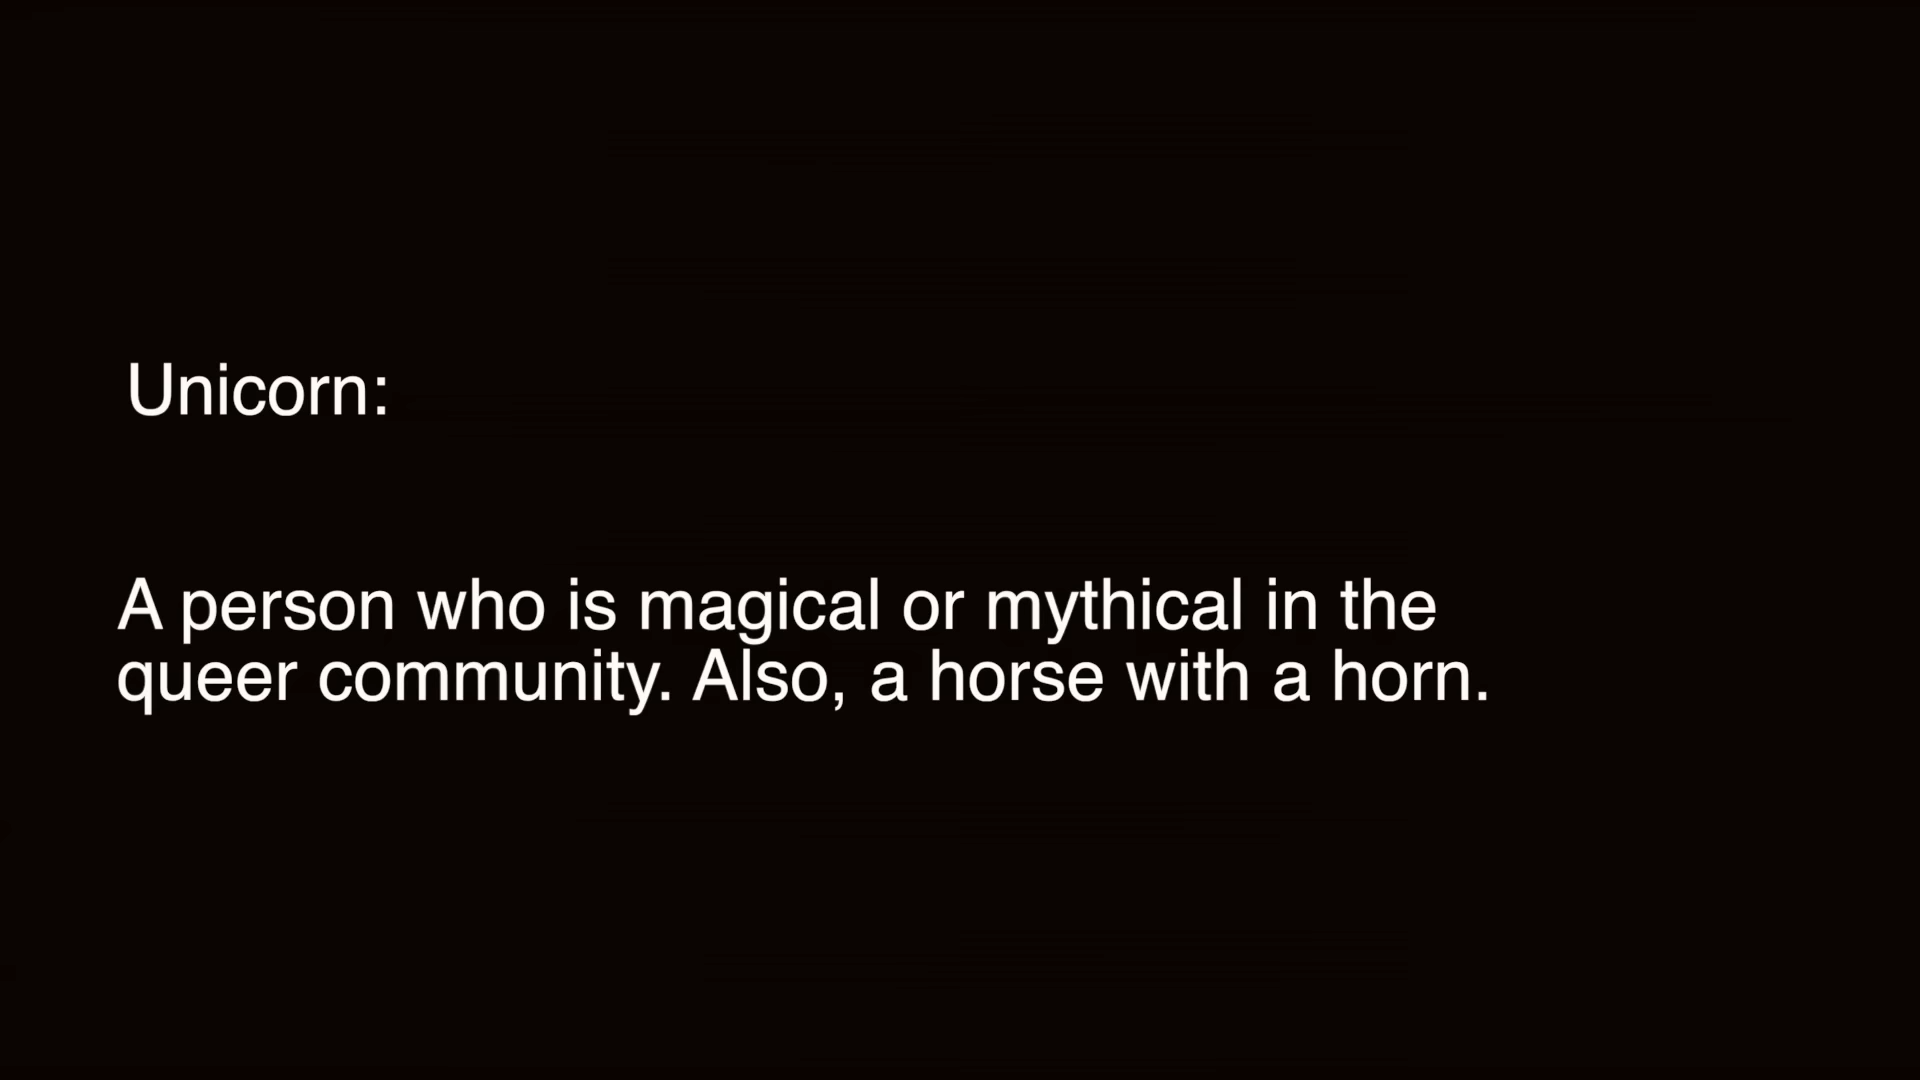 Unicorn:
A person who is magical or mythical in the
queer community. Also, a horse with a horn.